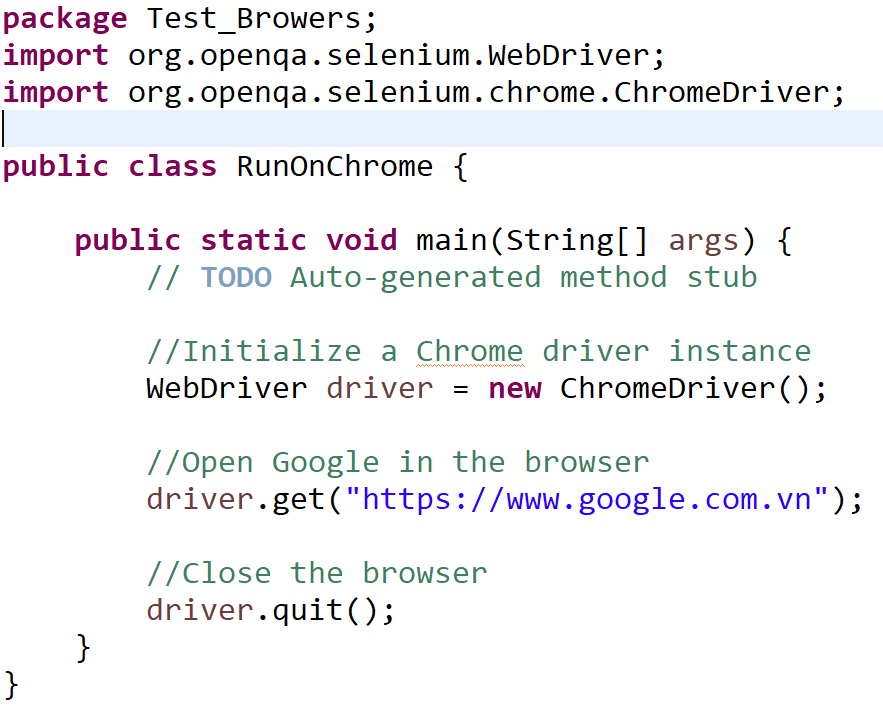 package Test_Browers;
import org.openqa.selenium.WebDriver;
import org.openqa.selenium.chrome.ChromeDriver;
public class RunOnChrome {
public static void main(String[] args) {
// TODO Auto-generated method stub
//Initialize a Chrome driver instance
WebDriver driver = new ChromeDriver();
//Open Google in the browser
driver.get("https://www.google.com.vn");
//Close the browser
driver.quit();
}
}